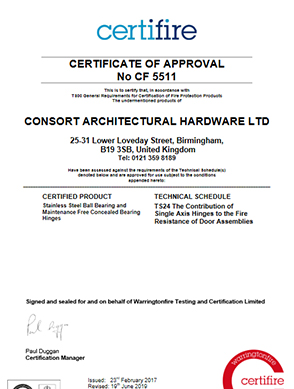 certifire
CERTIFICATE OF APPROVAL
No CF 5511
This is to certify that, in accordance with
TS00 General Requirements for Certification of Fire Protection Products
The undermentioned products of
CONSORT ARCHITECTURAL HARDWARE LTD
25-31 Lower Loveday Street, Birmingham,
B19 3SB, United Kingdom
Tel: 0121 359 8189
Have been assessed against the requirements of the Technical Schedule(s)
denoted below and are approved for use subject to the conditions
appended hereto:
CERTIFIED PRODUCT
Stainless Steel Ball Bearing and
Maintenance Free Concealed Bearing
Hinges
TECHNICAL SCHEDULE
TS24 The Contribution of
Single Axis Hinges to the Fire
Resistance of Door Assemblies
Signed and sealed for and on behalf of Warringtonfire Testing and Certification Limited
Paul Duggan
Certification Manager
Issued: 23rd February 2017
Revised: 19th June 2019
warringtonfire
certifire